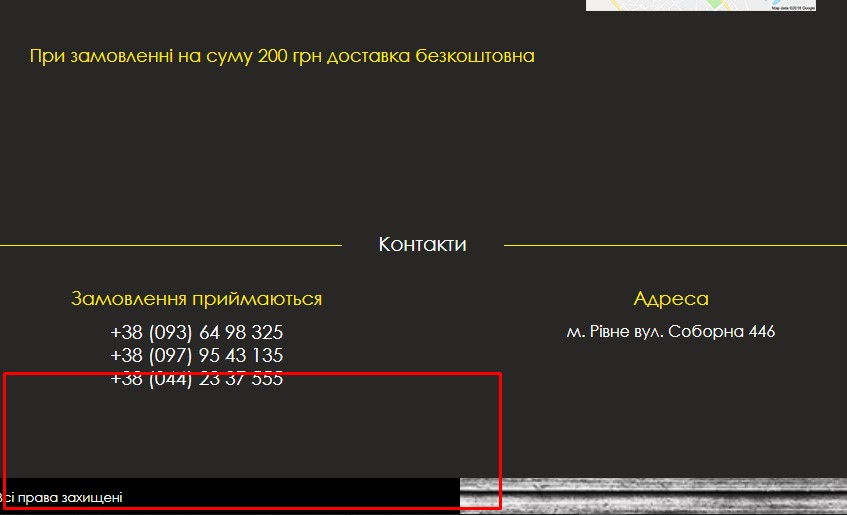 Map data ©2019 Google
При замовленні на суму 200 грн доставка безкоштовна
Контакти
Замовлення приймаються
+38 (093) 64 98 325
+38 (097) 95 43 135
+38 (044) 23 37 555
Адреса
м. Рівне вул. Соборна 446
Всі права захищені